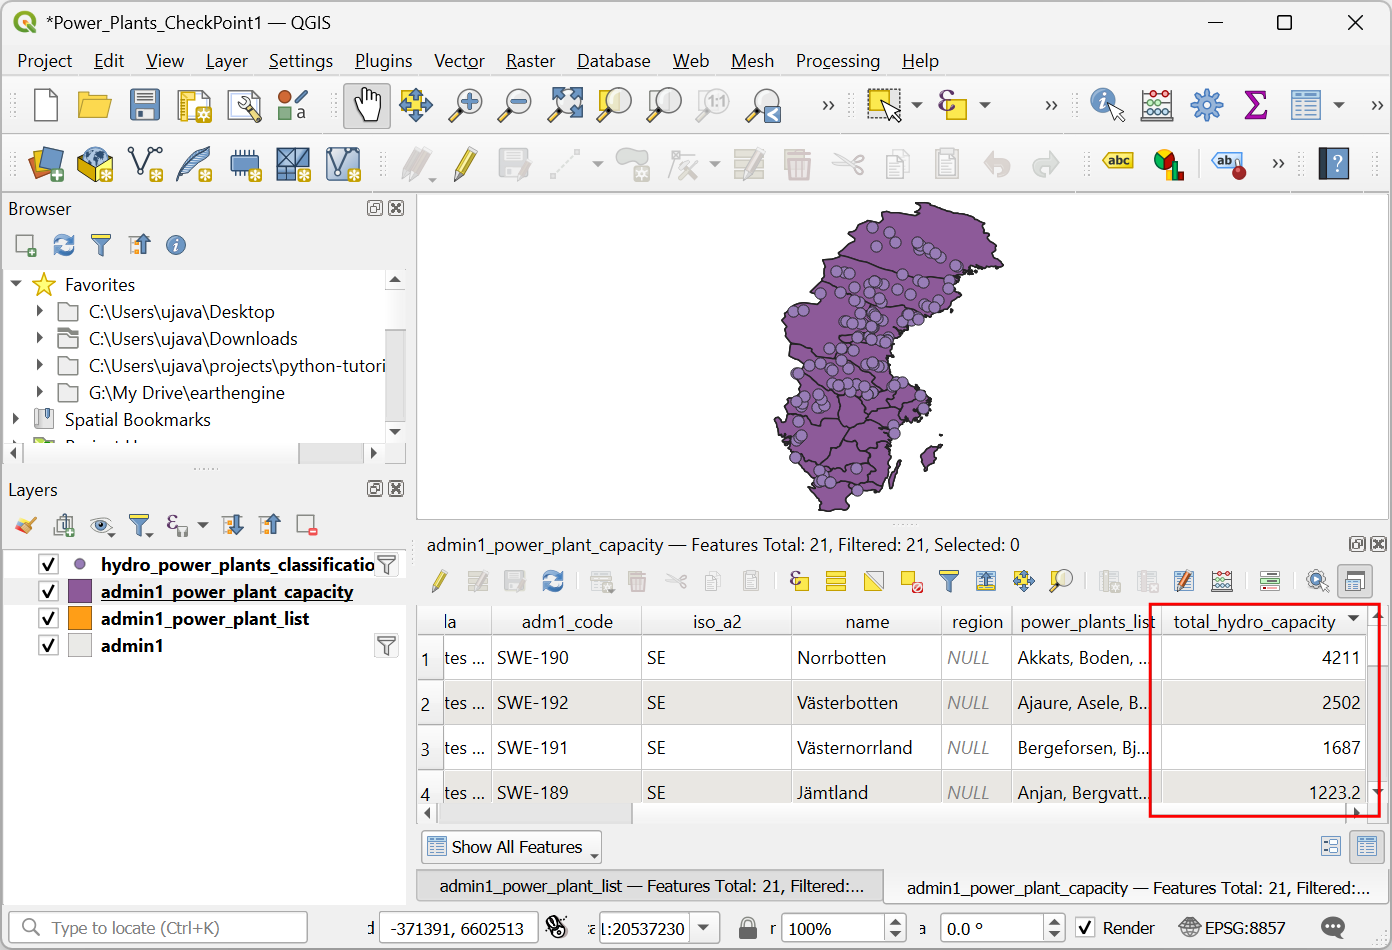 *Power_Plants_CheckPoint1 — QGIS
Project Edit View Layer Settings Plugins Vector Raster Database Web Mesh Processing Help
Browser
Favorites
C:\Users\ujava\Desktop
C:\Users\ujava\Downloads
C:\Users\ujava\projects\python-tutori
G:\My Drive\earthengine
Spatial Bookmarks
Layers
hydro_power_plants_classificatio
admin1_power_plant_capacity
admin1_power_plant_list
admin1
admin1_power_plant_capacity — Features Total: 21, Filtered: 21, Selected: 0
la adm1_code iso_a2 name region power_plants_list total_hydro_capacity
1 tes ... SWE-190 SE Norrbotten NULL Akkats, Boden, ... 4211
2 tes ... SWE-192 SE Västerbotten NULL Ajaure, Asele, B... 2502
3 tes ... SWE-191 SE Västernorrland NULL Bergeforsen, Bj... 1687
4 tes ... SWE-189 SE Jämtland NULL Anjan, Bergvatt... 1223.2
Show All Features
admin1_power_plant_list — Features Total: 21, Filtered:... admin1_power_plant_capacity — Features Total: 21, Filtered:...
Type to locate (Ctrl+K) -371391, 6602513 1:20537230 100% 0.0 ° Render EPSG:8857